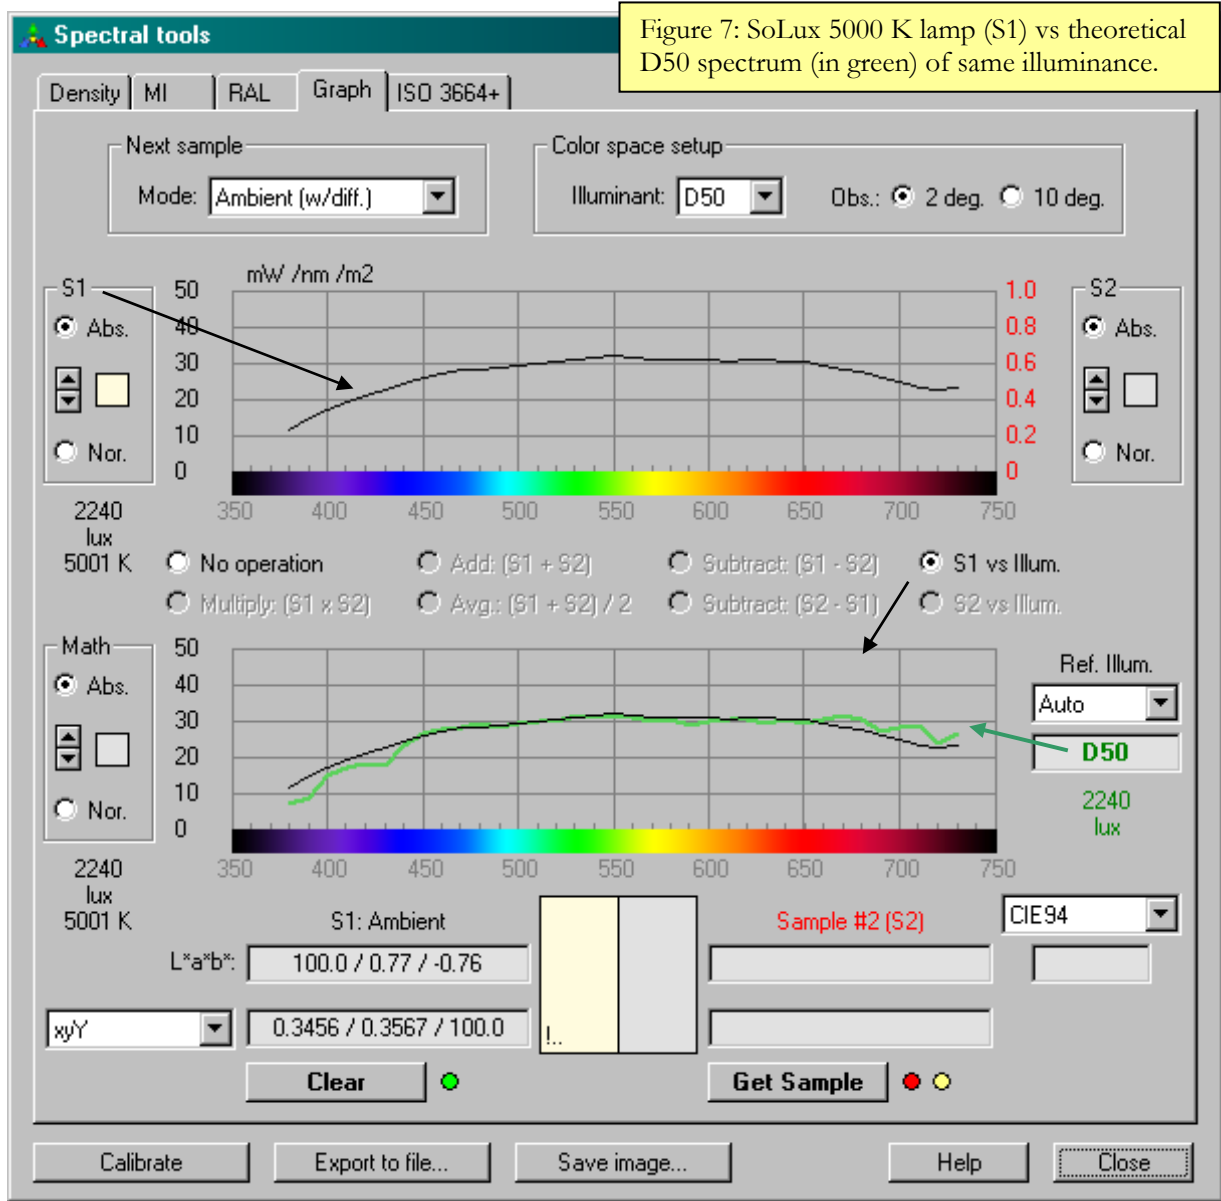 Spectral tools
Figure 7: SoLux 5000 K lamp (S1) vs theoretical
D50 spectrum (in green) of same illuminance.
Density MI RAL Graph ISO 3664+
Next sample
Mode: Ambient (w/diff.)
Color space setup
Illuminant: D50 Obs.: 2 deg. 10 deg.
mW /nm /m2
S1
Abs.
Nor.
2240
lux
5001 K
50
40
30
20
10
0
1.0
0.8
0.6
0.4
0.2
0
S2
Abs.
Nor.
350 400 450 500 550 600 650 700 750
No operation Add: (S1 + S2) Subtract: (S1 - S2) S1 vs Illum.
Multiply: (S1 x S2) Avg.: (S1 + S2) / 2 Subtract: (S2 - S1) S2 vs Illum.
Math
Abs.
Nor.
2240
lux
5001 K
50
40
30
20
10
0
350 400 450 500 550 600 650 700 750
Ref. Illum.
Auto
D50
2240
lux
S1: Ambient Sample #2 (S2) CIE94
L*a*b*: 100.0 / 0.77 / -0.76
xyY 0.3456 / 0.3567 / 100.0 !..
Clear Get Sample
Calibrate Export to file... Save image... Help Close